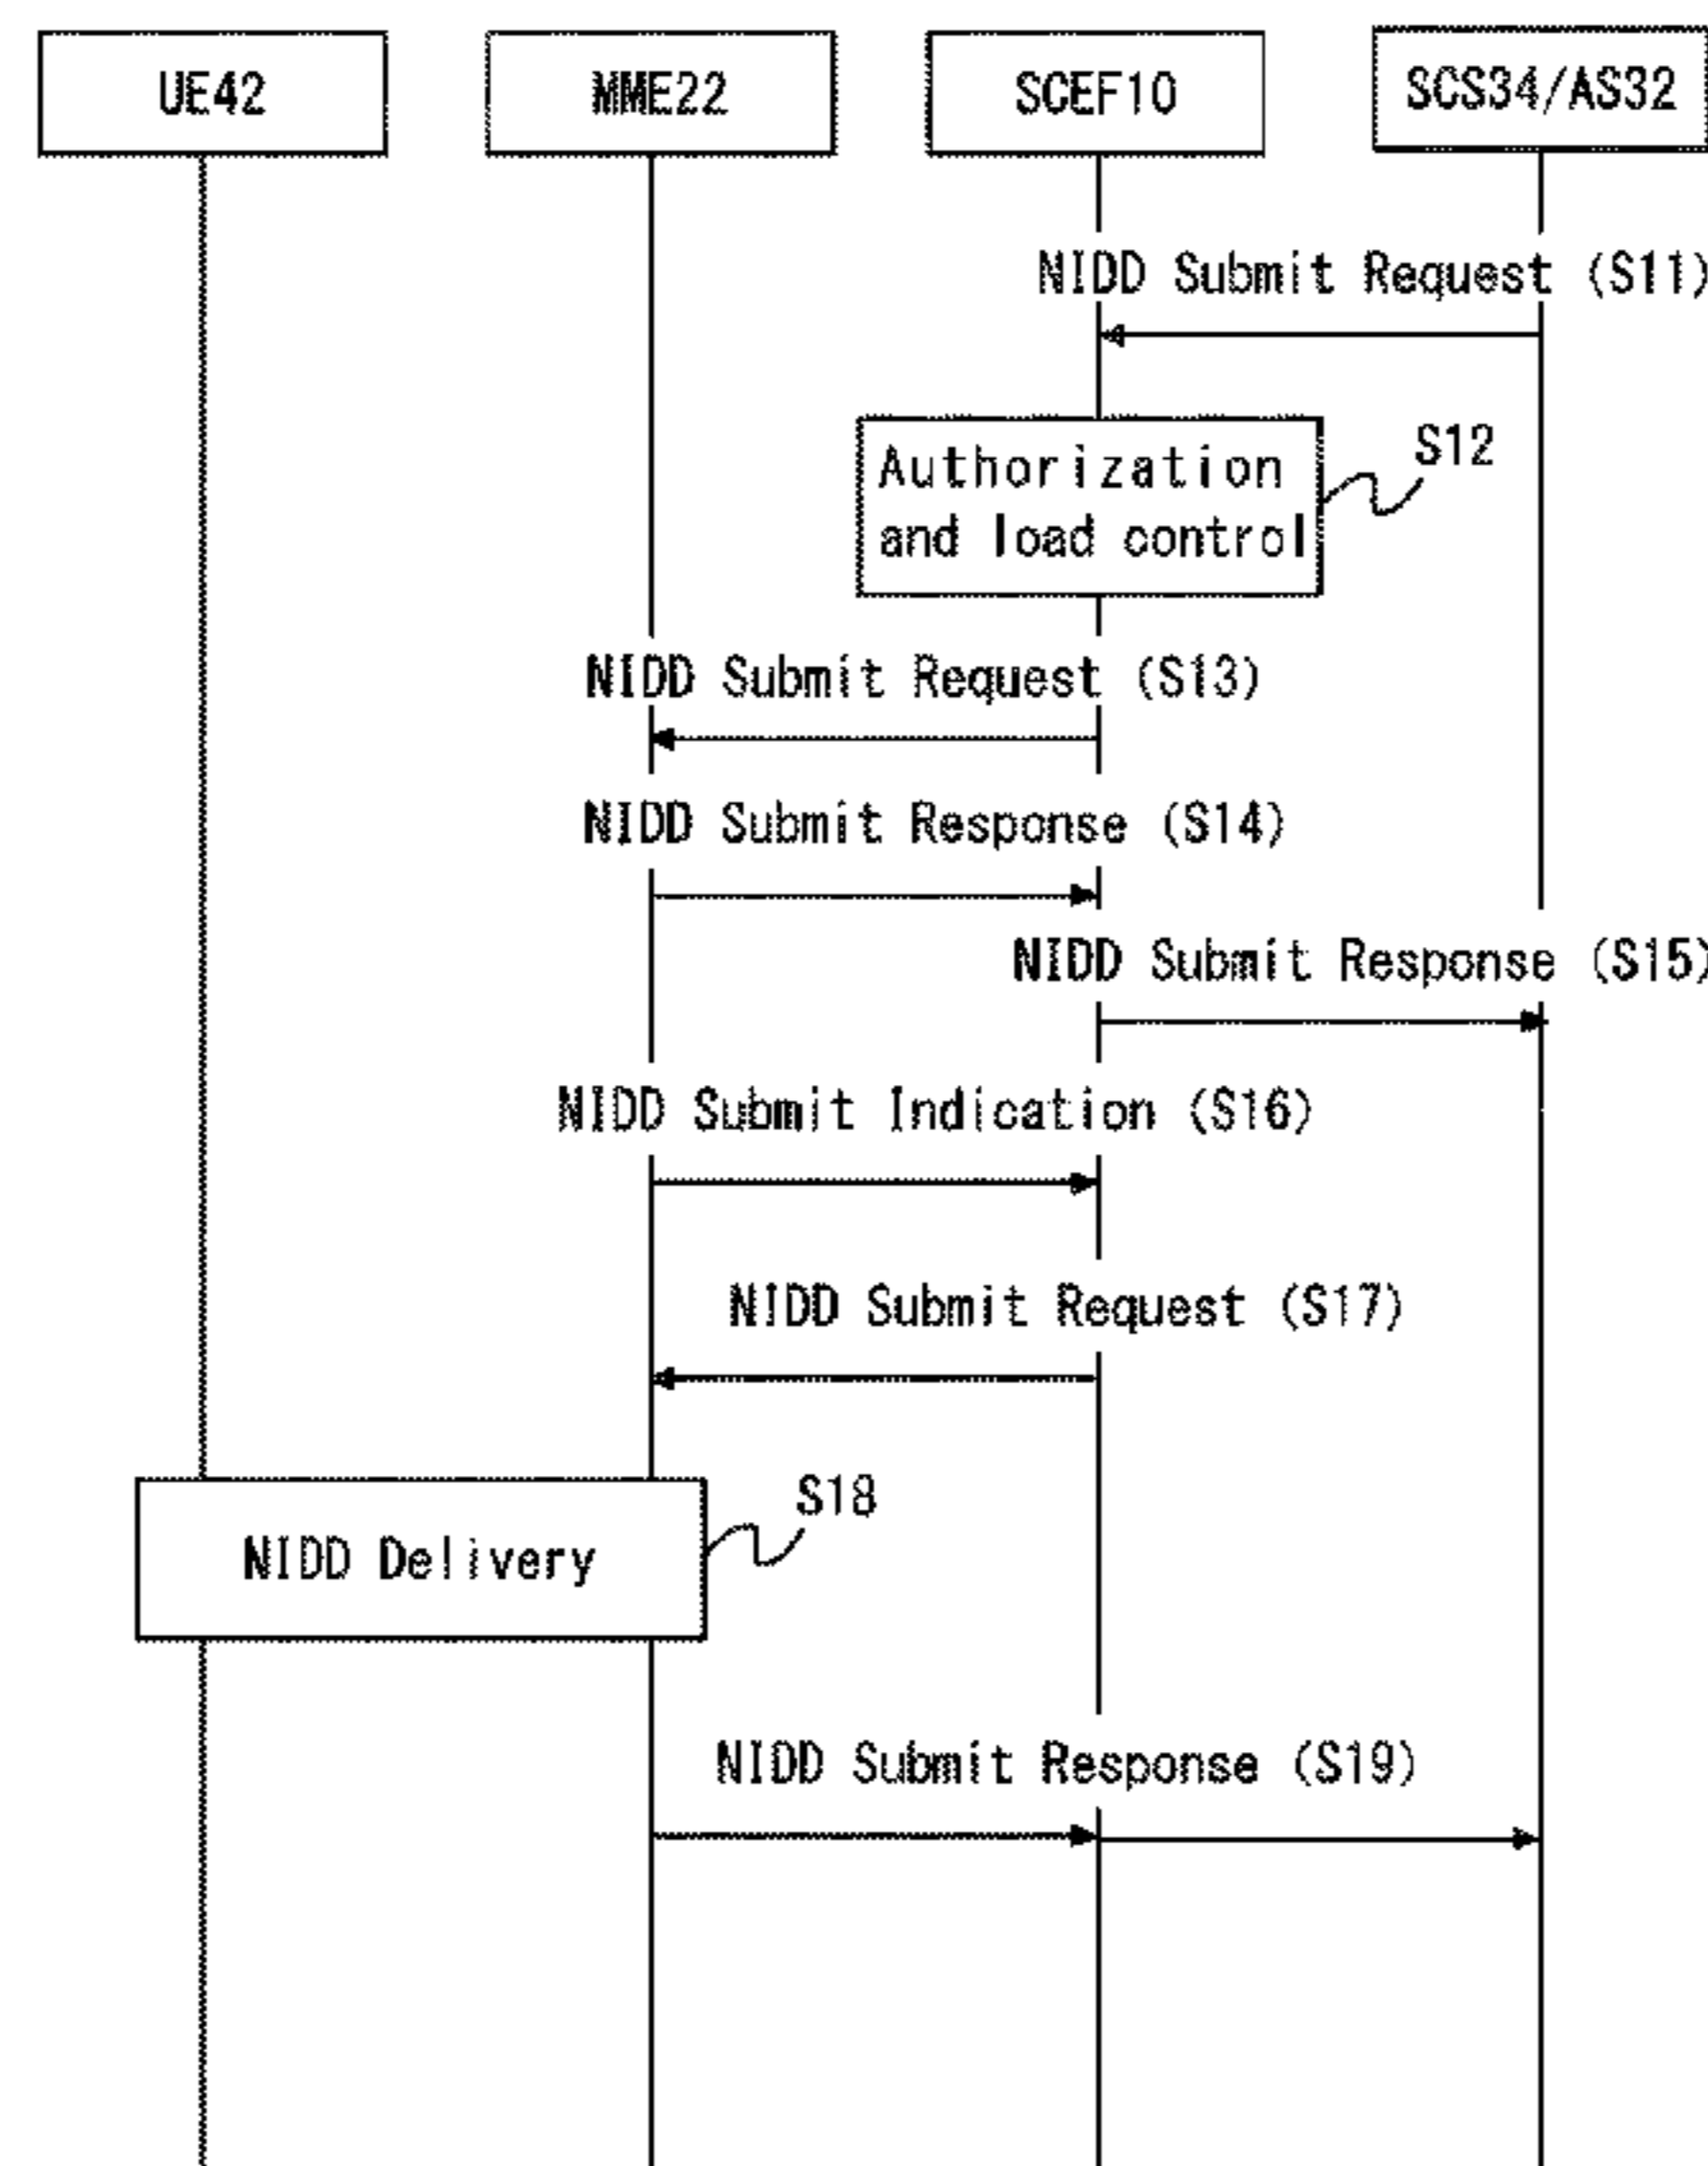 UE42
MME22
SCEF10
SCS34/AS32
NIDD Submit Request (S11)
Authorization
and load control
S12
NIDD Submit Request (S13)
NIDD Submit Response (S14)
NIDD Submit Response (S15)
NIDD Submit Indication (S16)
NIDD Submit Request (S17)
S18
NIDD Delivery
NIDD Submit Response (S19)